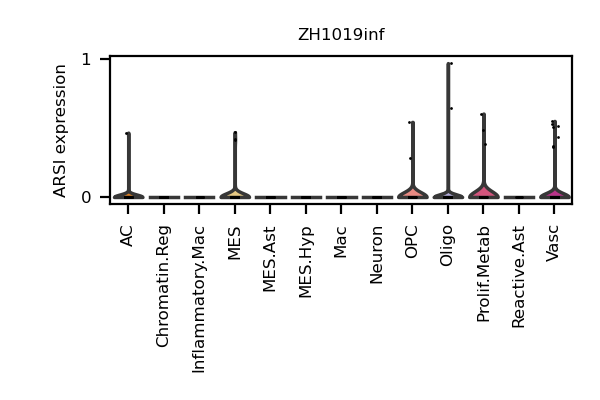 ZH1019inf
ARSI expression
1
0
AC
Chromatin.Reg
Inflammatory.Mac
MES
MES.Ast
MES.Hyp
Mac
Neuron
OPC
Oligo
Prolif.Metab
Reactive.Ast
Vasc